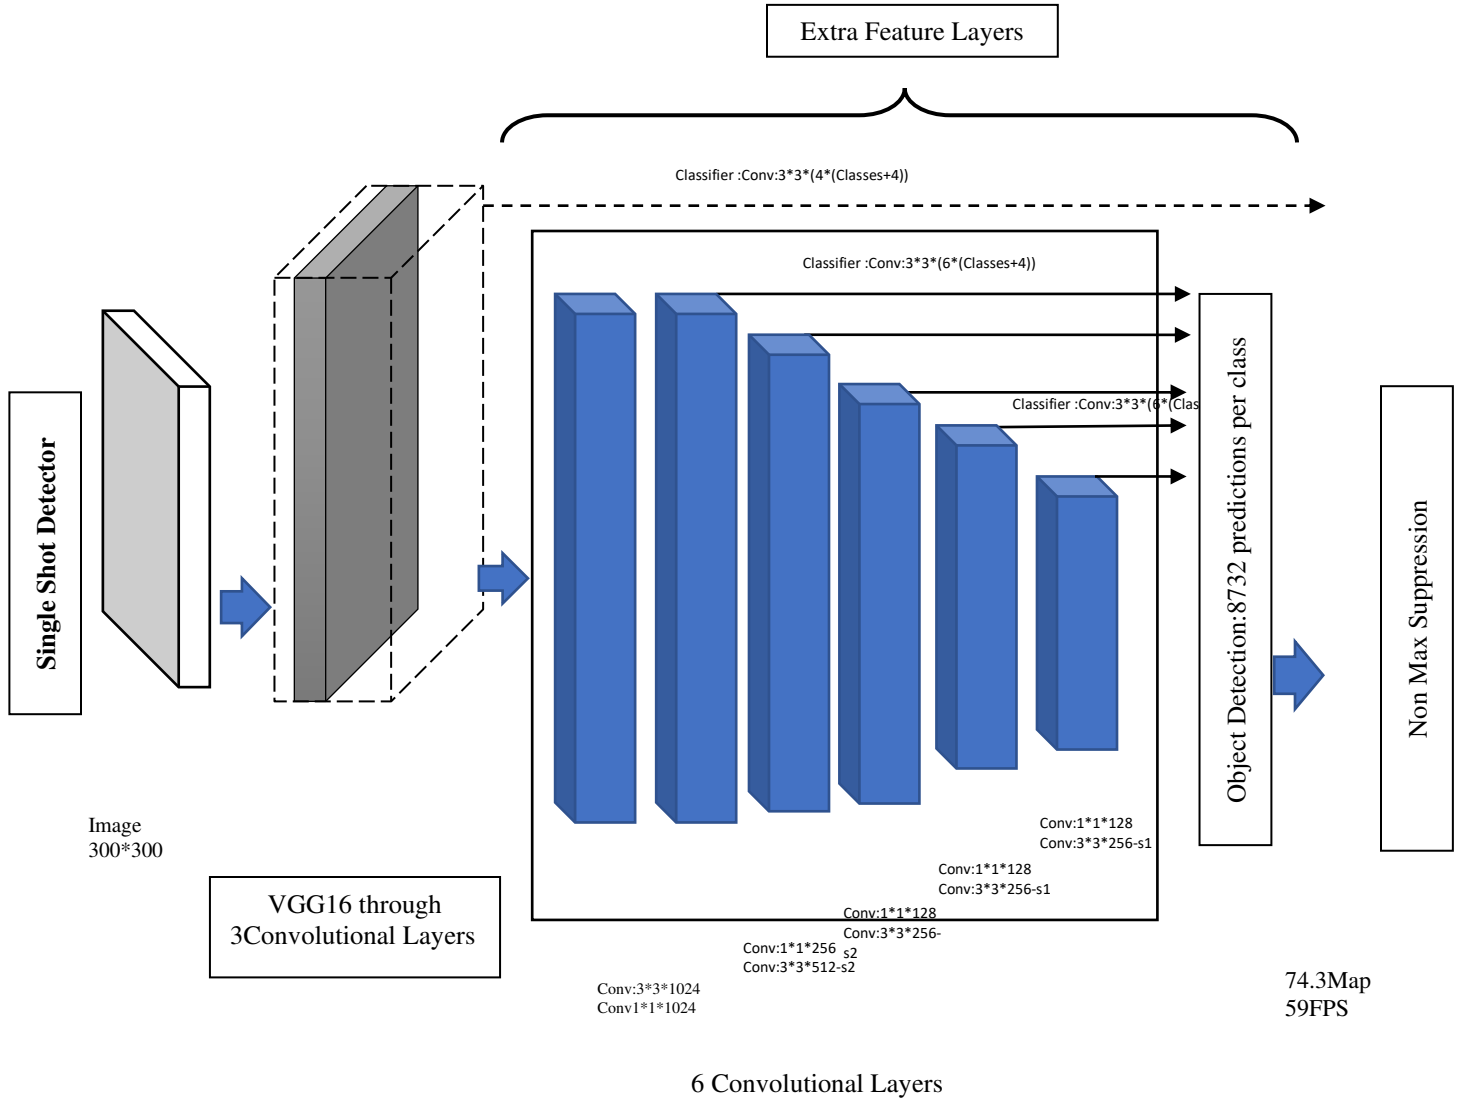 Extra Feature Layers
Classifier :Conv:3*3*(4*(Classes+4))
Classifier :Conv:3*3*(6*(Classes+4))
Classifier :Conv:3*3*(6*(Clas
Single Shot Detector
Object Detection:8732 predictions per class
Non Max Suppression
Image
300*300
VGG16 through
3Convolutional Layers
Conv:1*1*128
Conv:3*3*256-s1
Conv:1*1*128
Conv:3*3*256-s1
Conv:1*1*128
Conv:3*3*256-
s2
Conv:1*1*256
Conv:3*3*512-s2
Conv:3*3*1024
Conv1*1*1024
74.3Map
59FPS
6 Convolutional Layers